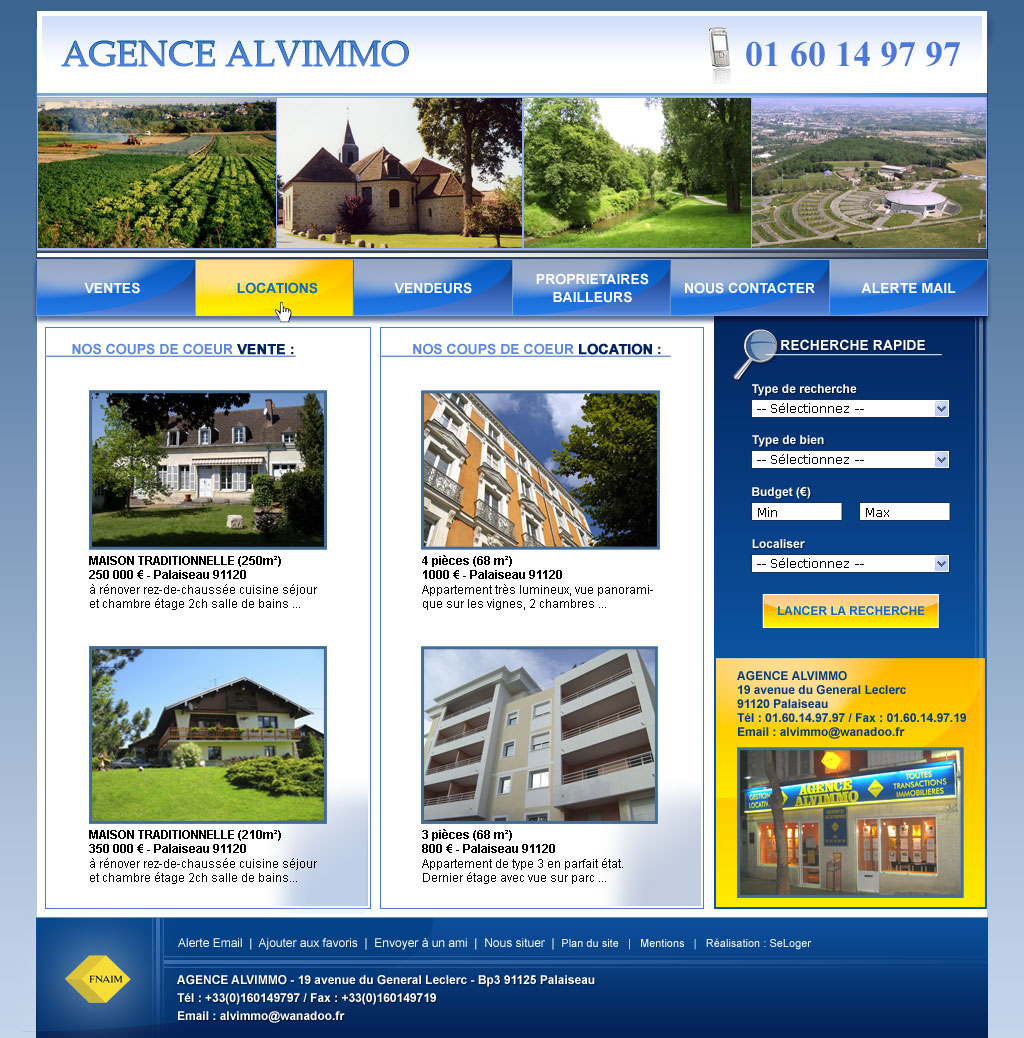 AGENCE ALVIMMO
01 60 14 97 97
VENTES
LOCATIONS
VENDEURS
PROPRIETAIRES
BAILLEURS
NOUS CONTACTER
ALERTE MAIL
NOS COUPS DE COEUR VENTE :
MAISON TRADITIONNELLE (250m²)
250 000 € - Palaiseau 91120
à rénover rez-de-chaussée cuisine séjour
et chambre étage 2ch salle de bains ...
MAISON TRADITIONNELLE (210m²)
350 000 € - Palaiseau 91120
à rénover rez-de-chaussée cuisine séjour
et chambre étage 2ch salle de bains...
NOS COUPS DE COEUR LOCATION :
4 pièces (68 m²)
1000 € - Palaiseau 91120
Appartement très lumineux, vue panorami-
que sur les vignes, 2 chambres ...
3 pièces (68 m²)
800 € - Palaiseau 91120
Appartement de type 3 en parfait état.
Dernier étage avec vue sur parc ...
RECHERCHE RAPIDE
Type de recherche
-- Sélectionnez --
Type de bien
-- Sélectionnez --
Budget (€)
Min Max
Localiser
-- Sélectionnez --
LANCER LA RECHERCHE
AGENCE ALVIMMO
19 avenue du General Leclerc
91120 Palaiseau
Tél : 01.60.14.97.97 / Fax : 01.60.14.97.19
Email : alvimmo@wanadoo.fr
GESTION
LOCATIV
AGENCE
ALVIMMO
TOUTES
TRANSACTIONS
IMMOBILIERES
Alerte Email | Ajouter aux favoris | Envoyer à un ami | Nous situer | Plan du site | Mentions | Réalisation : SeLoger
FNAIM
AGENCE ALVIMMO - 19 avenue du General Leclerc - Bp3 91125 Palaiseau
Tél : +33(0)160149797 / Fax : +33(0)160149719
Email : alvimmo@wanadoo.fr